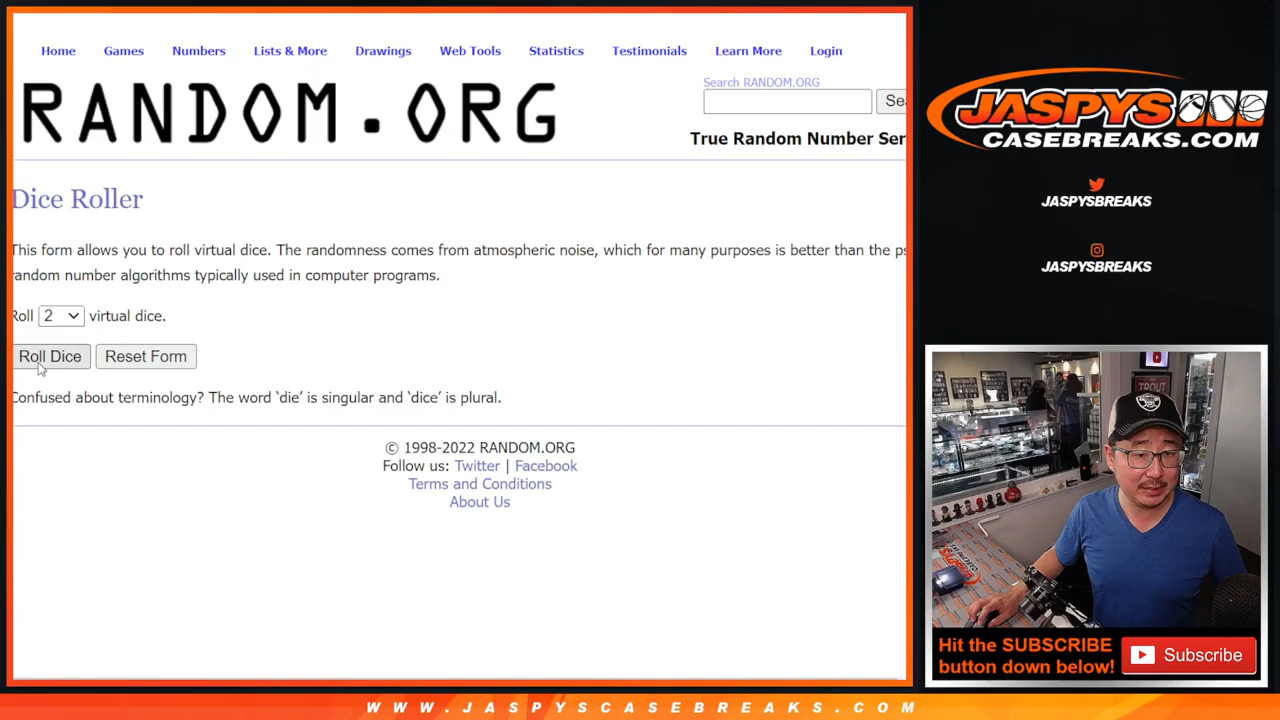 Home Games Numbers Lists & More Drawings Web Tools Statistics Testimonials Learn More Login
RANDOM.ORG
Search RANDOM.ORG
Sea
True Random Number Ser
Dice Roller
This form allows you to roll virtual dice. The randomness comes from atmospheric noise, which for many purposes is better than the ps
random number algorithms typically used in computer programs.
Roll 2 virtual dice.
Roll Dice Reset Form
Confused about terminology? The word ‘die’ is singular and ‘dice’ is plural.
© 1998-2022 RANDOM.ORG
Follow us: Twitter | Facebook
Terms and Conditions
About Us
JASPYS
CASEBREAKS.COM
JASPYSBREAKS
JASPYSBREAKS
TROUT
Hit the SUBSCRIBE
button down below!
Subscribe
WWW.JASPYSCASEBREAKS.COM